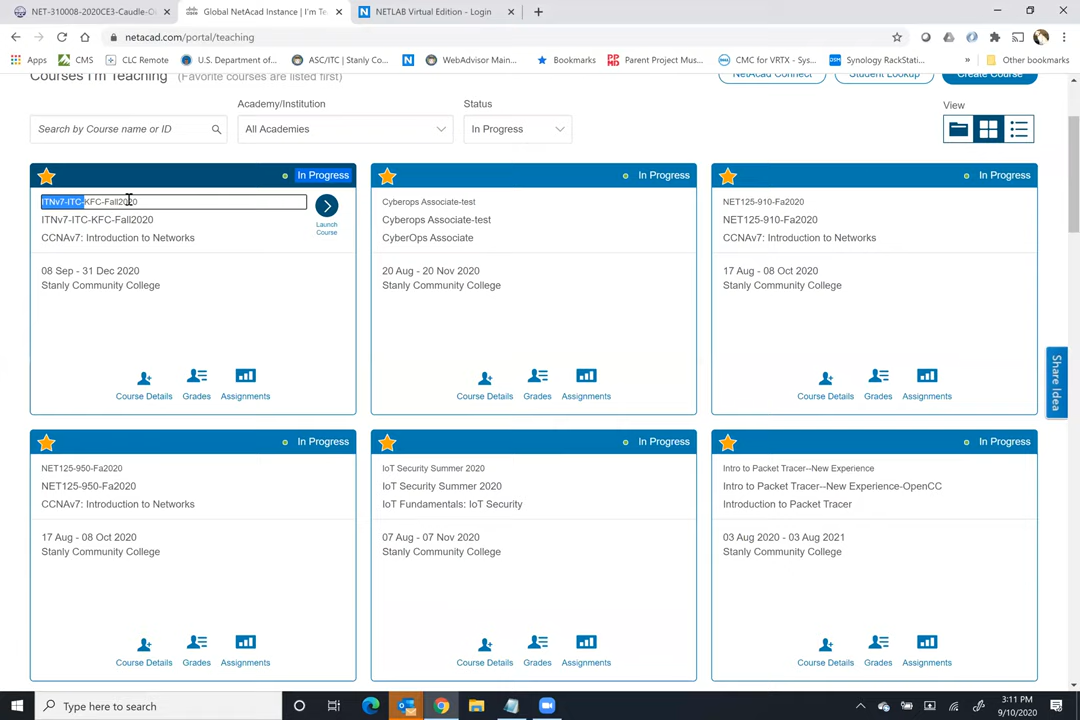 NET-310008-2020CE3-Caudle-O
Global NetAcad Instance | I'm Te
NETLAB Virtual Edition - Login
netacad.com/portal/teaching
Apps
CMS
CLC Remote
U.S. Department of...
ASC/ITC | Stanly Co...
WebAdvisor Main...
Bookmarks
Parent Project Mus...
CMC for VRTX - Sys...
Synology RackStati...
Other bookmarks
Courses I'm Teaching (Favorite courses are listed first)
NetAcad Connect
Student Lookup
Create Course
Academy/Institution
Status
View
Search by Course name or ID
All Academies
In Progress
In Progress
In Progress
In Progress
ITNv7-ITC-KFC-Fall2020
ITNv7-ITC-KFC-Fall2020
CCNAv7: Introduction to Networks
Launch
Course
08 Sep - 31 Dec 2020
Stanly Community College
Course Details
Grades
Assignments
Cyberops Associate-test
Cyberops Associate-test
CyberOps Associate
20 Aug - 20 Nov 2020
Stanly Community College
Course Details
Grades
Assignments
NET125-910-Fa2020
NET125-910-Fa2020
CCNAv7: Introduction to Networks
17 Aug - 08 Oct 2020
Stanly Community College
Course Details
Grades
Assignments
Share Idea
In Progress
In Progress
In Progress
NET125-950-Fa2020
NET125-950-Fa2020
CCNAv7: Introduction to Networks
17 Aug - 08 Oct 2020
Stanly Community College
Course Details
Grades
Assignments
IoT Security Summer 2020
IoT Security Summer 2020
IoT Fundamentals: IoT Security
07 Aug - 07 Nov 2020
Stanly Community College
Course Details
Grades
Assignments
Intro to Packet Tracer--New Experience
Intro to Packet Tracer--New Experience-OpenCC
Introduction to Packet Tracer
03 Aug 2020 - 03 Aug 2021
Stanly Community College
Course Details
Grades
Assignments
Type here to search
3:11 PM
9/10/2020